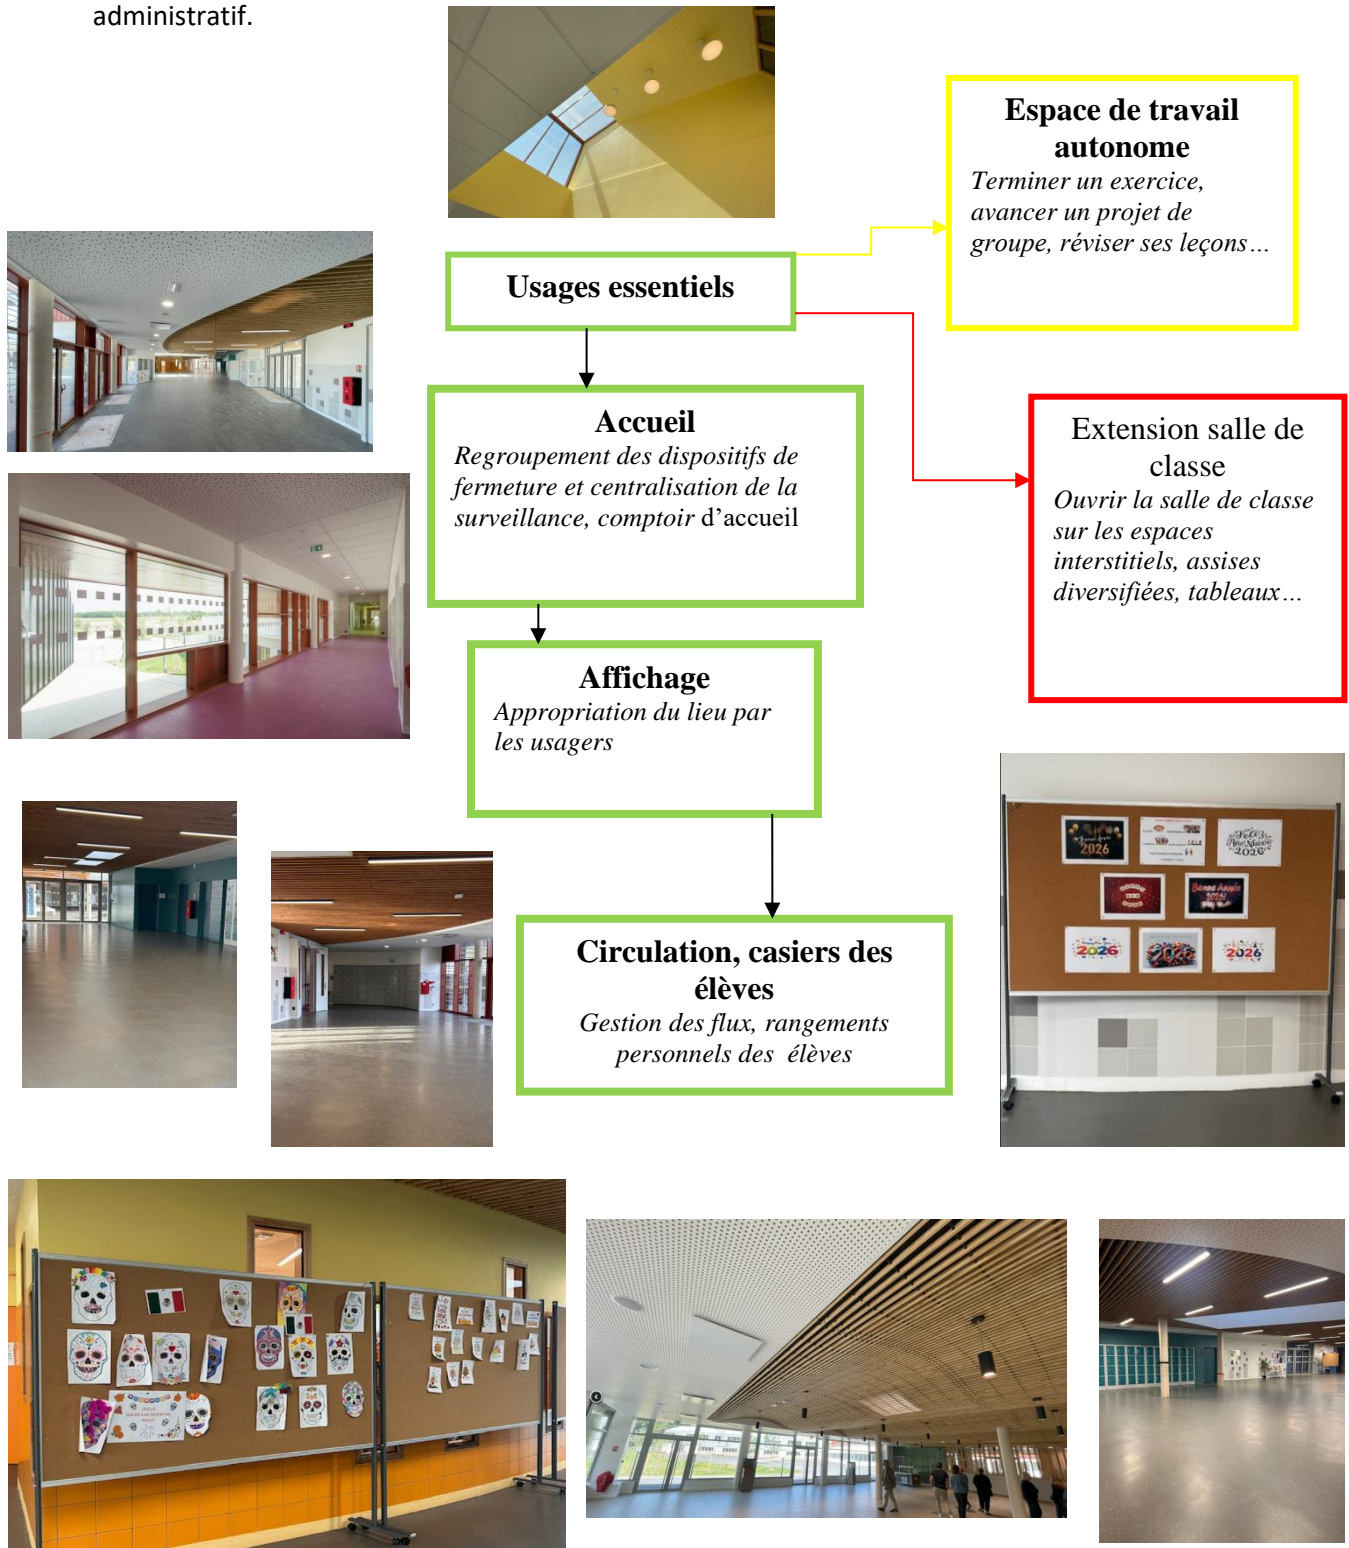 administratif.
Espace de travail
autonome
Terminer un exercice,
avancer un projet de
groupe, réviser ses leçons…
Usages essentiels
Accueil
Regroupement des dispositifs de
fermeture et centralisation de la
surveillance, comptoir d’accueil
Extension salle de
classe
Ouvrir la salle de classe
sur les espaces
interstitiels, assises
diversifiées, tableaux…
Affichage
Appropriation du lieu par
les usagers
Circulation, casiers des
élèves
Gestion des flux, rangements
personnels des  élèves
2026
2026
Bonne Année
2026
2026
2026
2026